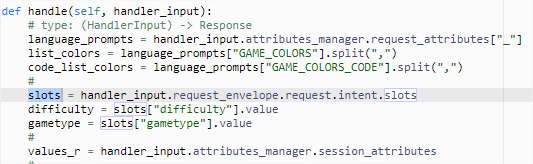 def handle(self, handler_input):
    # type: (HandlerInput) -> Response
    language_prompts = handler_input.attributes_manager.request_attributes["_"]
    list_colors = language_prompts["GAME_COLORS"].split(",")
    code_list_colors = language_prompts["GAME_COLORS_CODE"].split(",")
    #
    slots = handler_input.request_envelope.request.intent.slots
    difficulty = slots["difficulty"].value
    gametype = slots["gametype"].value
    #
    values_r = handler_input.attributes_manager.session_attributes
    #